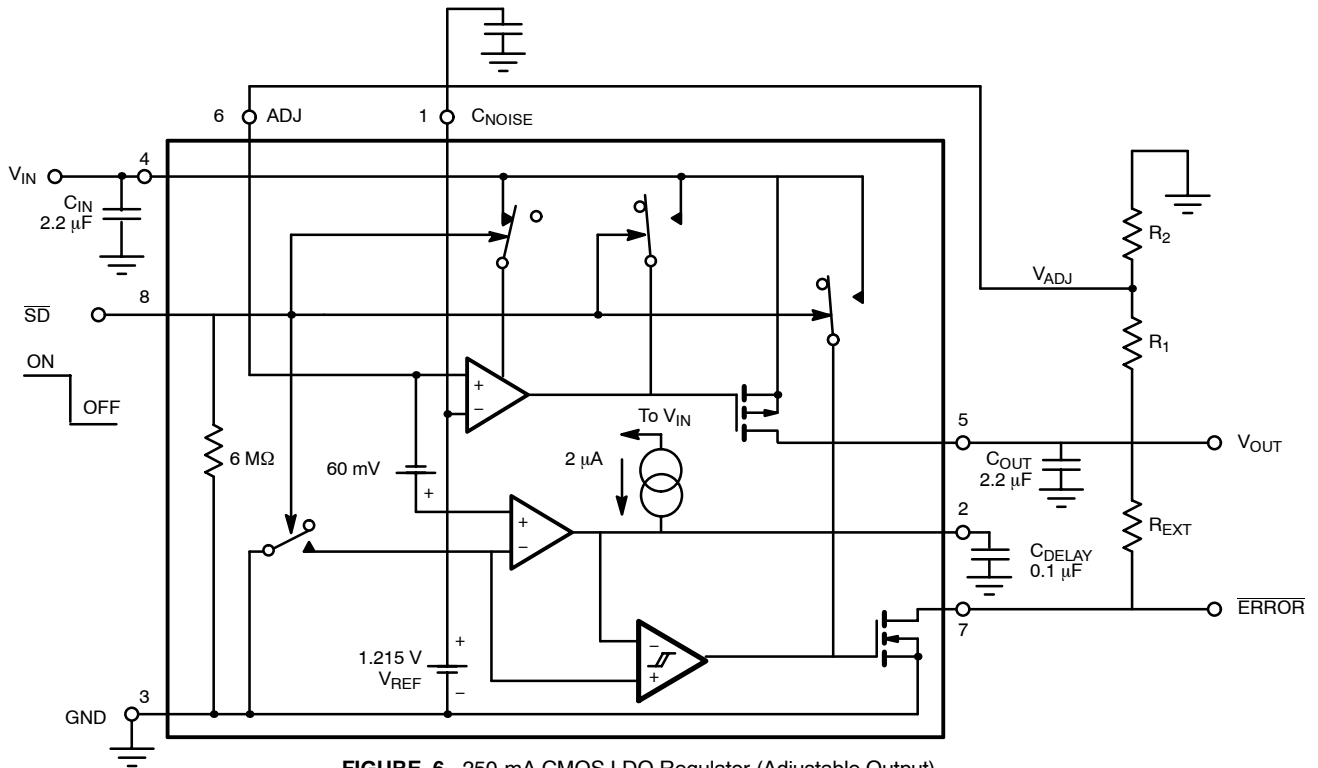 6 ADJ
1 CNOISE
4
VIN
CIN
2.2 μF
R2
8
SD
VADJ
ON
R1
OFF
+
−
To VIN
5
VOUT
6 MΩ
60 mV
2 μA
COUT
2.2 μF
+
2
+
−
REXT
CDELAY
0.1 μF
ERROR
7
+
1.215 V
VREF
−
−
+
3
GND
FIGURE 6. 250-mA CMOS LDO Regulator (Adjustable Output)